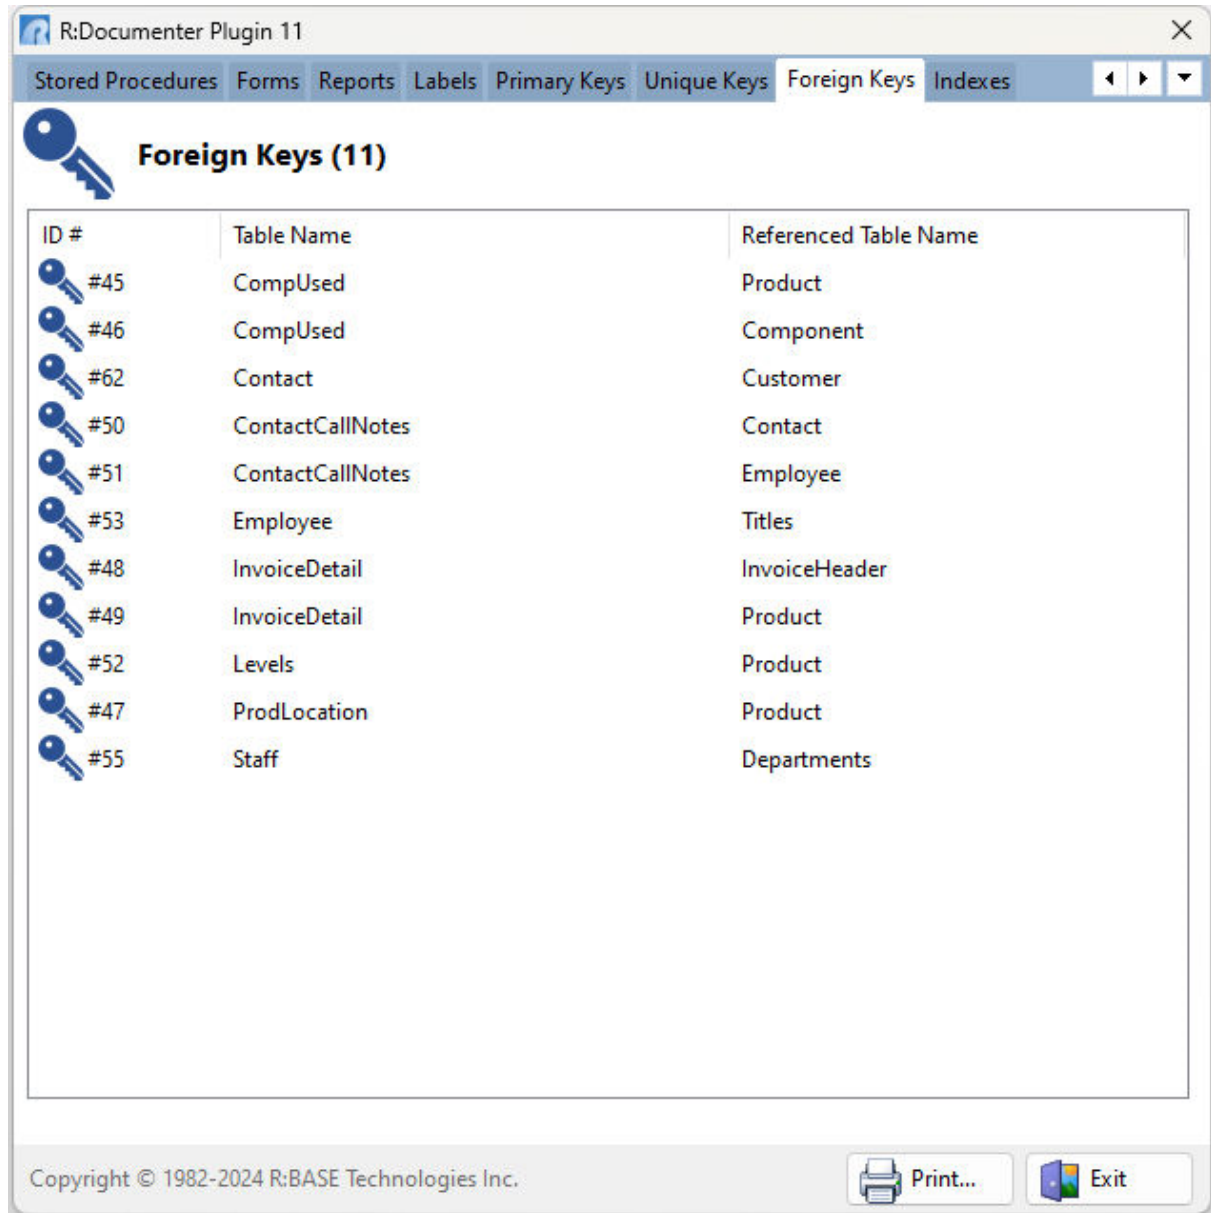 R:Documenter Plugin 11
Stored Procedures Forms Reports Labels Primary Keys Unique Keys Foreign Keys Indexes
Foreign Keys (11)
ID # Table Name Referenced Table Name
#45 CompUsed Product
#46 CompUsed Component
#62 Contact Customer
#50 ContactCallNotes Contact
#51 ContactCallNotes Employee
#53 Employee Titles
#48 InvoiceDetail InvoiceHeader
#49 InvoiceDetail Product
#52 Levels Product
#47 ProdLocation Product
#55 Staff Departments
Copyright © 1982-2024 R:BASE Technologies Inc. Print... Exit